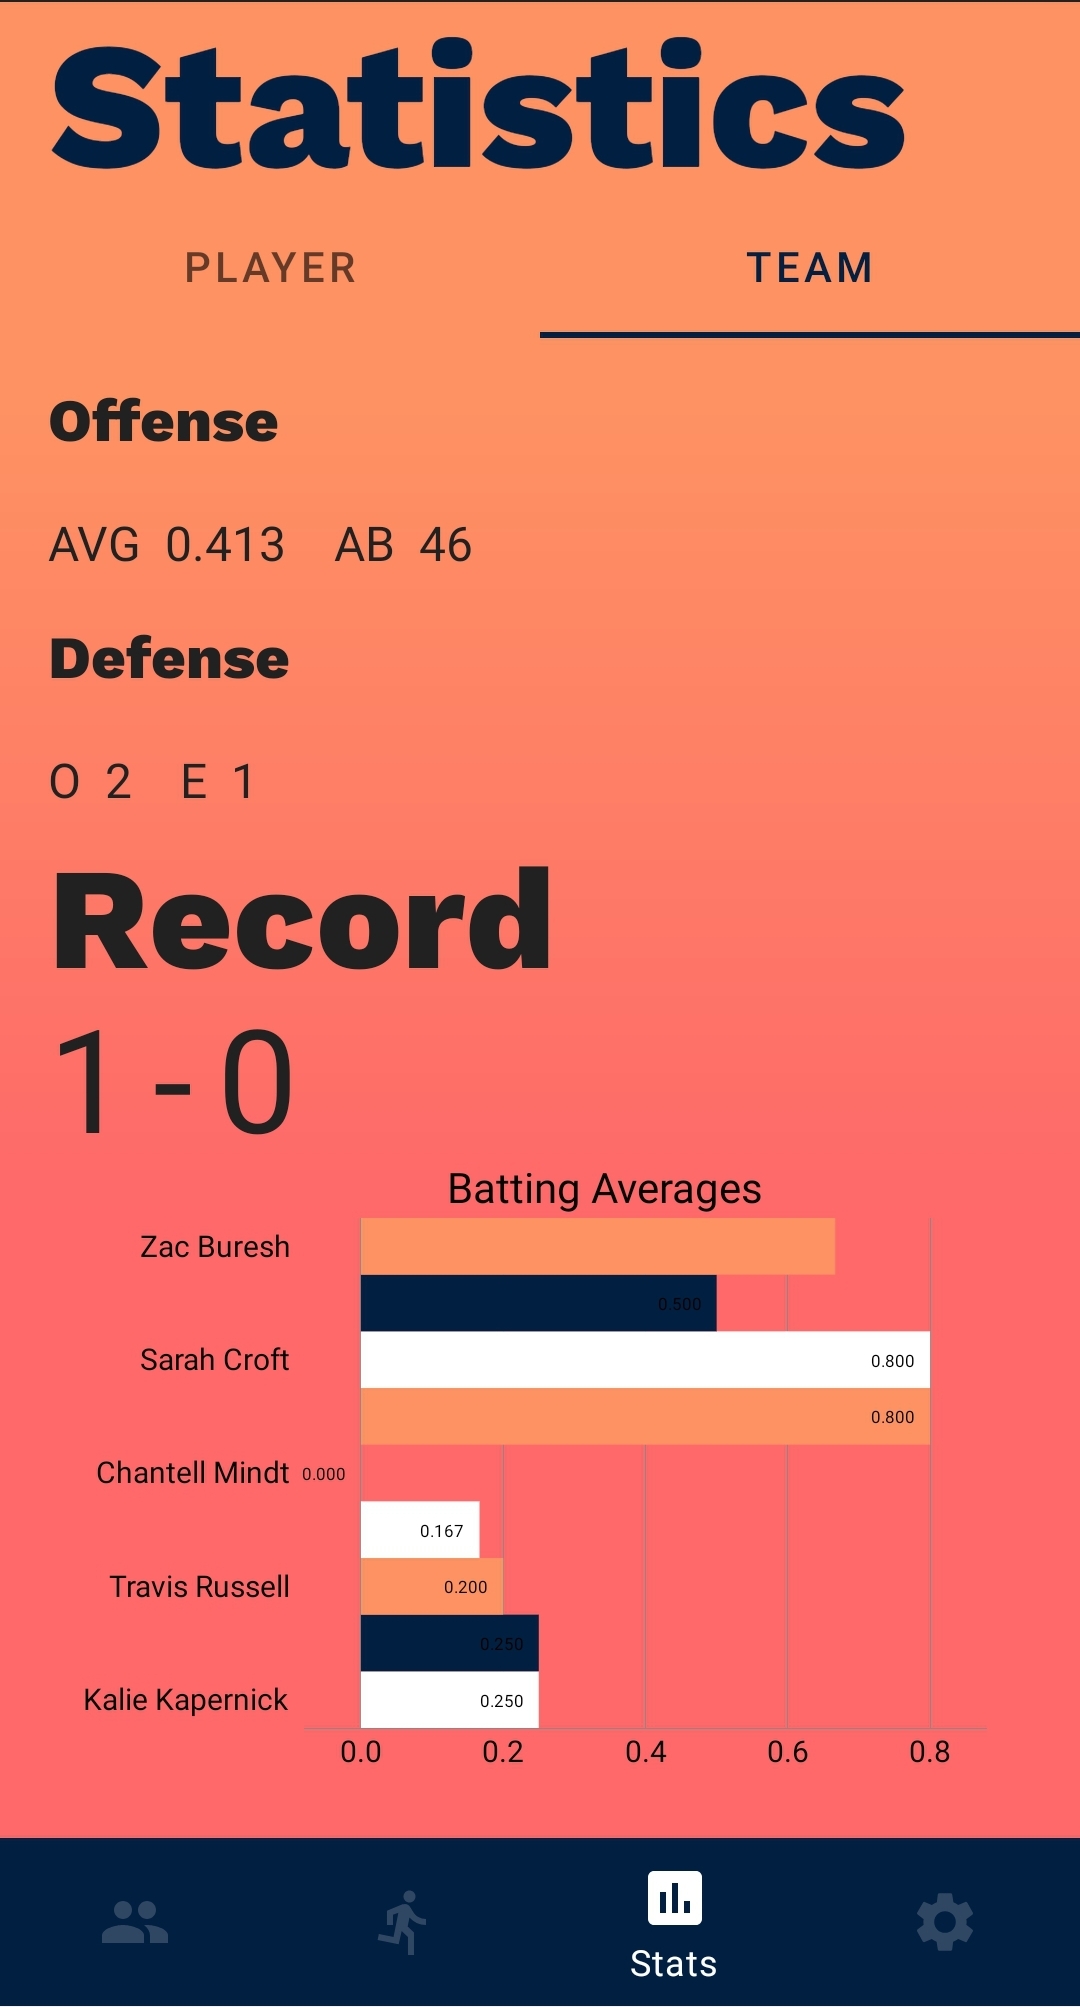 Statistics
PLAYER TEAM
Offense
AVG 0.413 AB 46
Defense
O 2 E 1
Record
1 - 0
Batting Averages
Zac Buresh
0.500
Sarah Croft 0.800
0.800
Chantell Mindt 0.000
0.167
Travis Russell 0.200
0.250
Kalie Kapernick 0.250
0.0 0.2 0.4 0.6 0.8
Stats